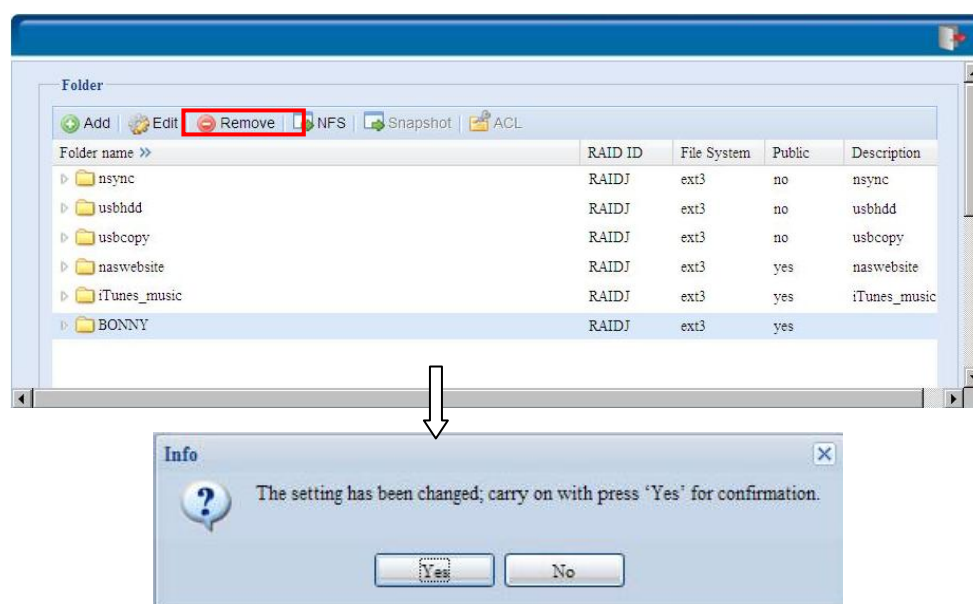 Folder
Add Edit Remove NFS Snapshot ACL
Folder name >> RAID ID File System Public Description
nsync RAIDJ ext3 no nsync
usbhdd RAIDJ ext3 no usbhdd
usbcopy RAIDJ ext3 no usbcopy
naswebsite RAIDJ ext3 yes naswebsite
iTunes_music RAIDJ ext3 yes iTunes_music
BONNY RAIDJ ext3 yes
Info
The setting has been changed; carry on with press ‘Yes’ for confirmation.
Yes No